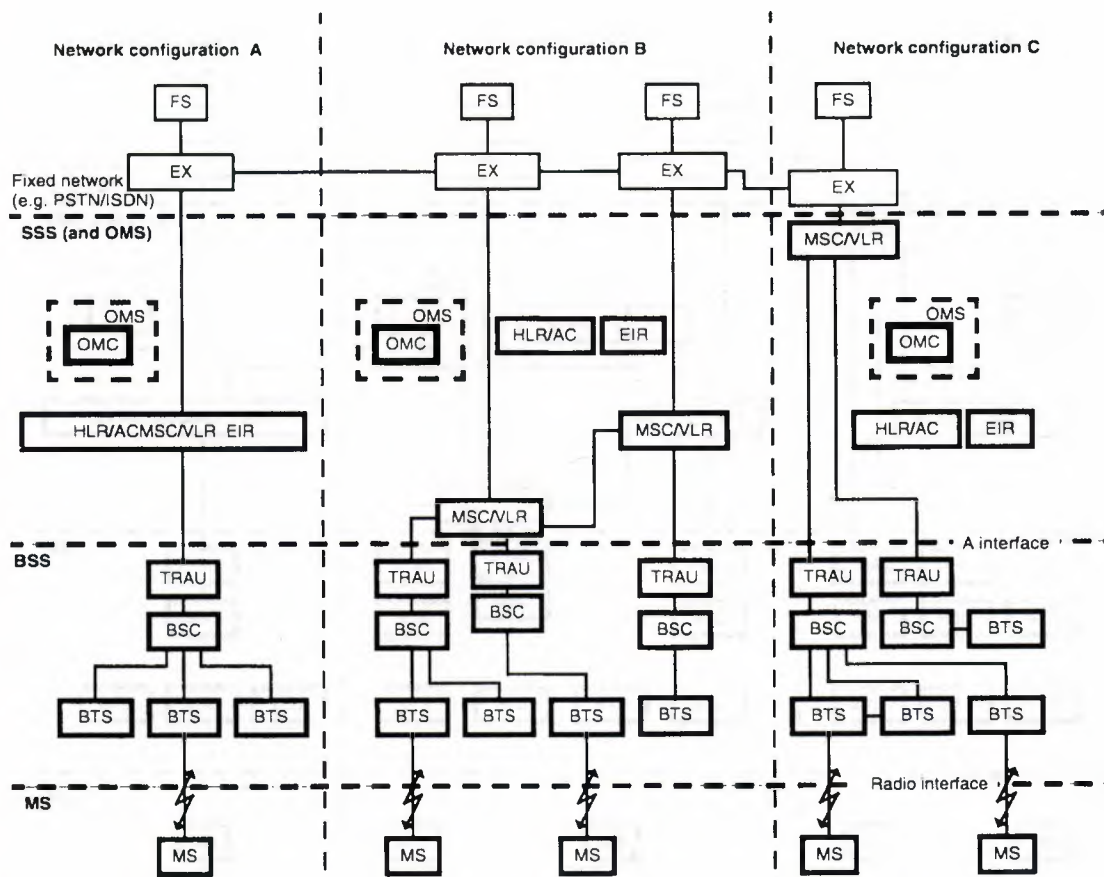 Network configuration A
Network configuration B
Network configuration C
FS
FS
FS
FS
EX
EX
EX
EX
Fixed network
(e.g. PSTN/ISDN)
SSS (and OMS)
MSC/VLR
OMS
OMC
OMS
OMC
HLR/AC
EIR
OMS
OMC
HLR/ACMSC/VLR EIR
MSC/VLR
HLR/AC
EIR
MSC/VLR
A interface
BSS
TRAU
TRAU
TRAU
TRAU
TRAU
TRAU
BSC
BSC
BSC
BSC
BSC
BSC
BTS
BTS
BTS
BTS
BTS
BTS
BTS
BTS
BTS
BTS
BTS
Radio interface
MS
MS
MS
MS
MS
MS